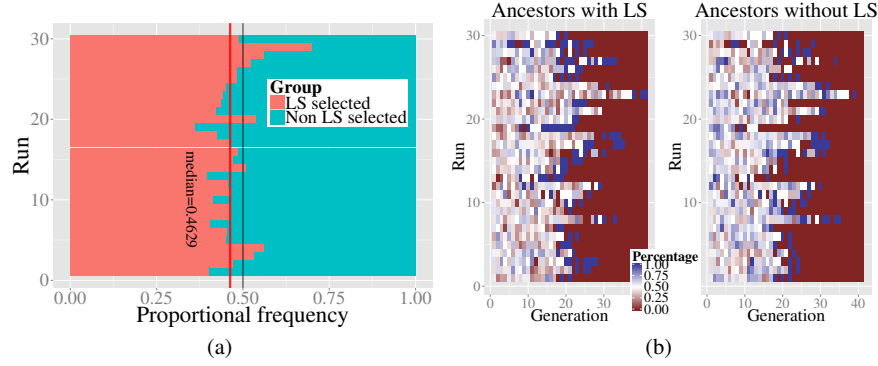 30
20
10
0
Run
Group
LS selected
Non LS selected
median=0.4629
0.00
0.25
0.50
0.75
1.00
Proportional frequency
(a)
Ancestors with LS
30
20
10
0
Run
Percentage
1.00
0.75
0.50
0.25
0.00
0
10
20
30
Generation
Ancestors without LS
30
20
10
0
Run
0
10
20
30
40
Generation
(b)